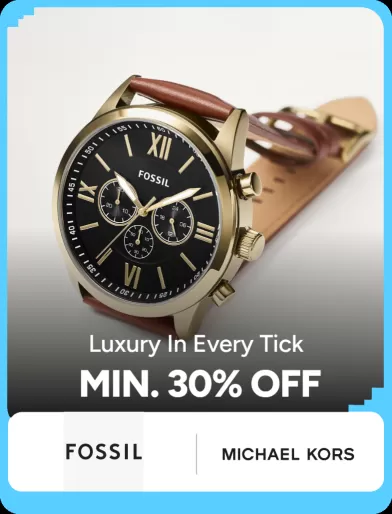 FOSSIL
Luxury In Every Tick
MIN. 30% OFF
FOSSIL
MICHAEL KORS